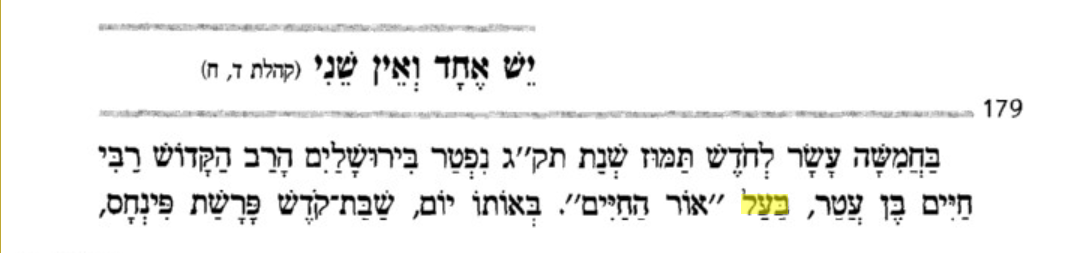 יֵשׁ אֶחָד וְאֵין שֵׁנִי (קהלת ד, ח)
179
בַּחֲמִשָּׁה עָשָׂר לְחֹדֶשׁ תַּמּוּז שְׁנַת תק״ג נִפְטַר בִּירוּשָׁלַיִם הָרַב הַקָּדוֹשׁ רַבִּי
חַיִּים בֶּן עֲטַר, בַּעַל ״אוֹר הַחַיִּים״. בְּאוֹתוֹ יוֹם, שַׁבַּת־קֹדֶשׁ פָּרָשַׁת פִּינְחָס,